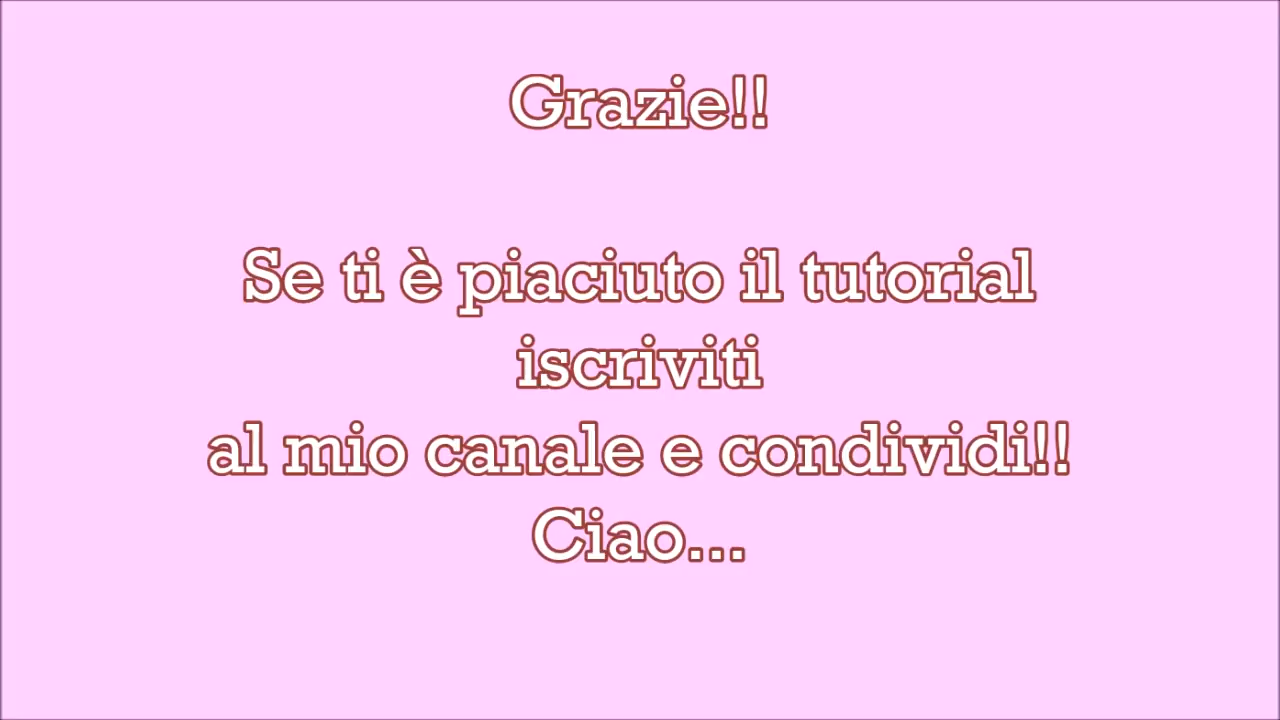 Grazie!!
Se ti è piaciuto il tutorial
iscriviti
al mio canale e condividi!!
Ciao...